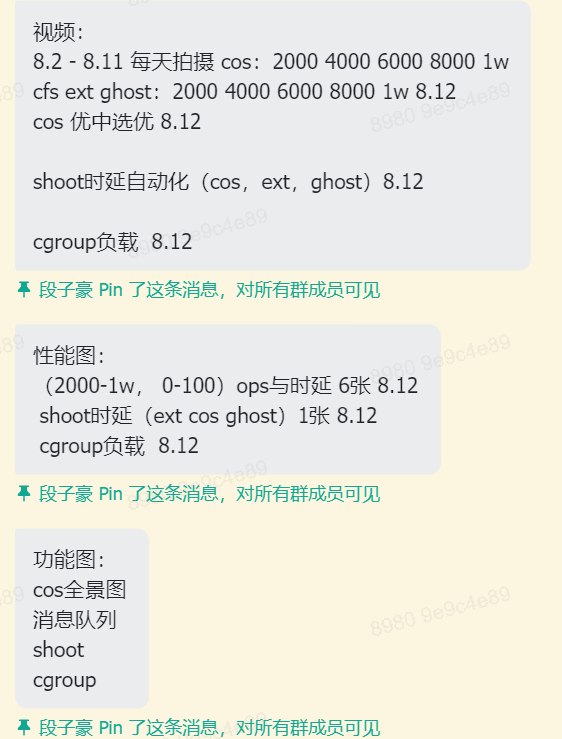 视频：
8.2 - 8.11 每天拍摄 cos：2000 4000 6000 8000 1w
cfs ext ghost：2000 4000 6000 8000 1w 8.12
cos 优中选优 8.12
shoot时延自动化（cos，ext，ghost）8.12
cgroup负载  8.12
段子豪 Pin 了这条消息，对所有群成员可见
性能图：
（2000-1w， 0-100）ops与时延 6张 8.12
shoot时延（ext cos ghost）1张 8.12
cgroup负载  8.12
段子豪 Pin 了这条消息，对所有群成员可见
功能图：
cos全景图
消息队列
shoot
cgroup
段子豪 Pin 了这条消息，对所有群成员可见
8980 9e9c4e89
8980 9e9c4e89
8980 9e9c4e89